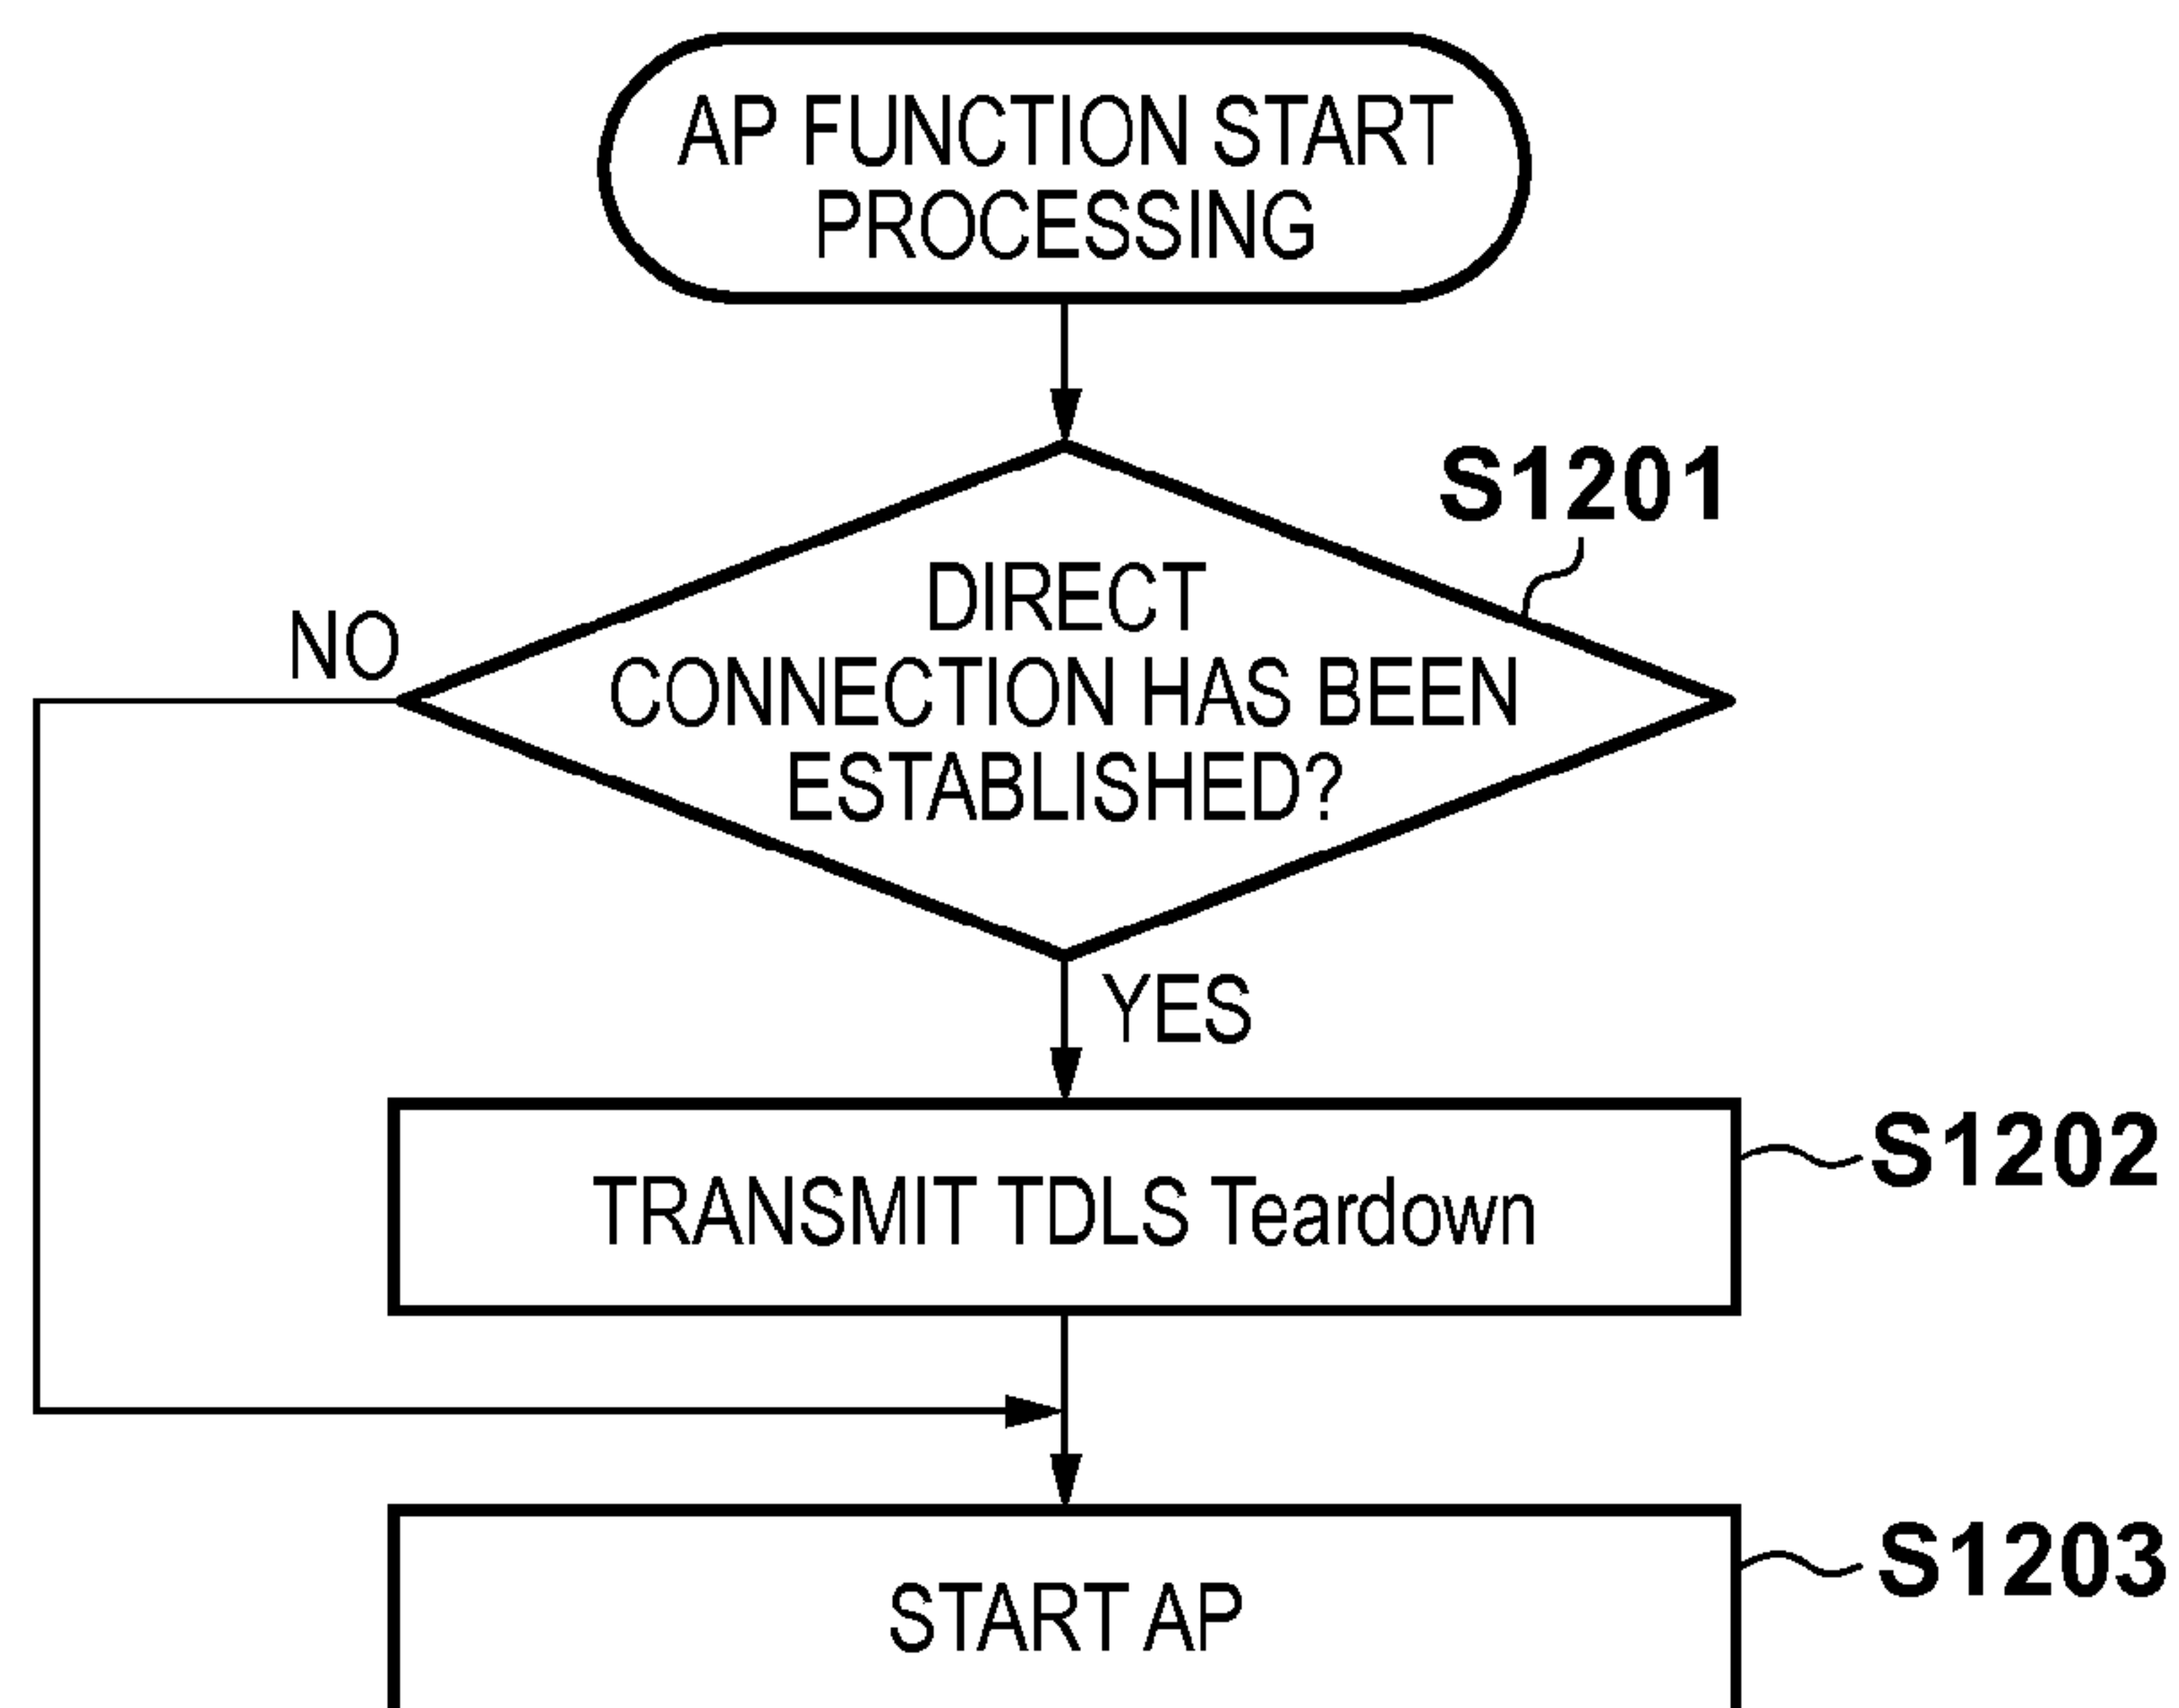 AP FUNCTION START
PROCESSING
S1201
DIRECT
CONNECTION HAS BEEN
ESTABLISHED?
NO
YES
TRANSMIT TDLS Teardown
S1202
START AP
S1203